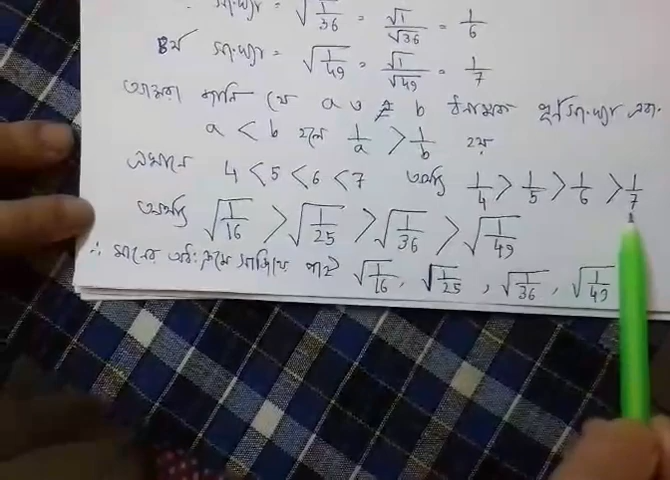 সংখ্যা = √(1/36) = √1/√36 = 1/6
৪র্থ সংখ্যা = √(1/49) = √1/√49 = 1/7
আমরা জানি যে a ও b ধনাত্মক পূর্ণসংখ্যা এবং
a < b হলে 1/a > 1/b হয়
এখানে 4 < 5 < 6 < 7 অর্থাৎ 1/4 > 1/5 > 1/6 > 1/7
অর্থাৎ √(1/16) > √(1/25) > √(1/36) > √(1/49)
∴ মানের অধঃক্রমে সাজিয়ে পাই √(1/16), √(1/25), √(1/36), √(1/49)